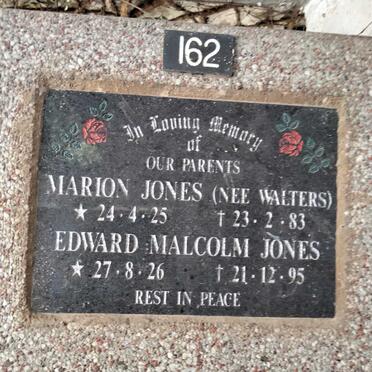 162
In Loving Memory
of
OUR PARENTS
MARION JONES (NEE WALTERS)
★ 24·4·25 † 23·2·83
EDWARD MALCOLM JONES
★ 27·8·26 † 21·12·95
REST IN PEACE